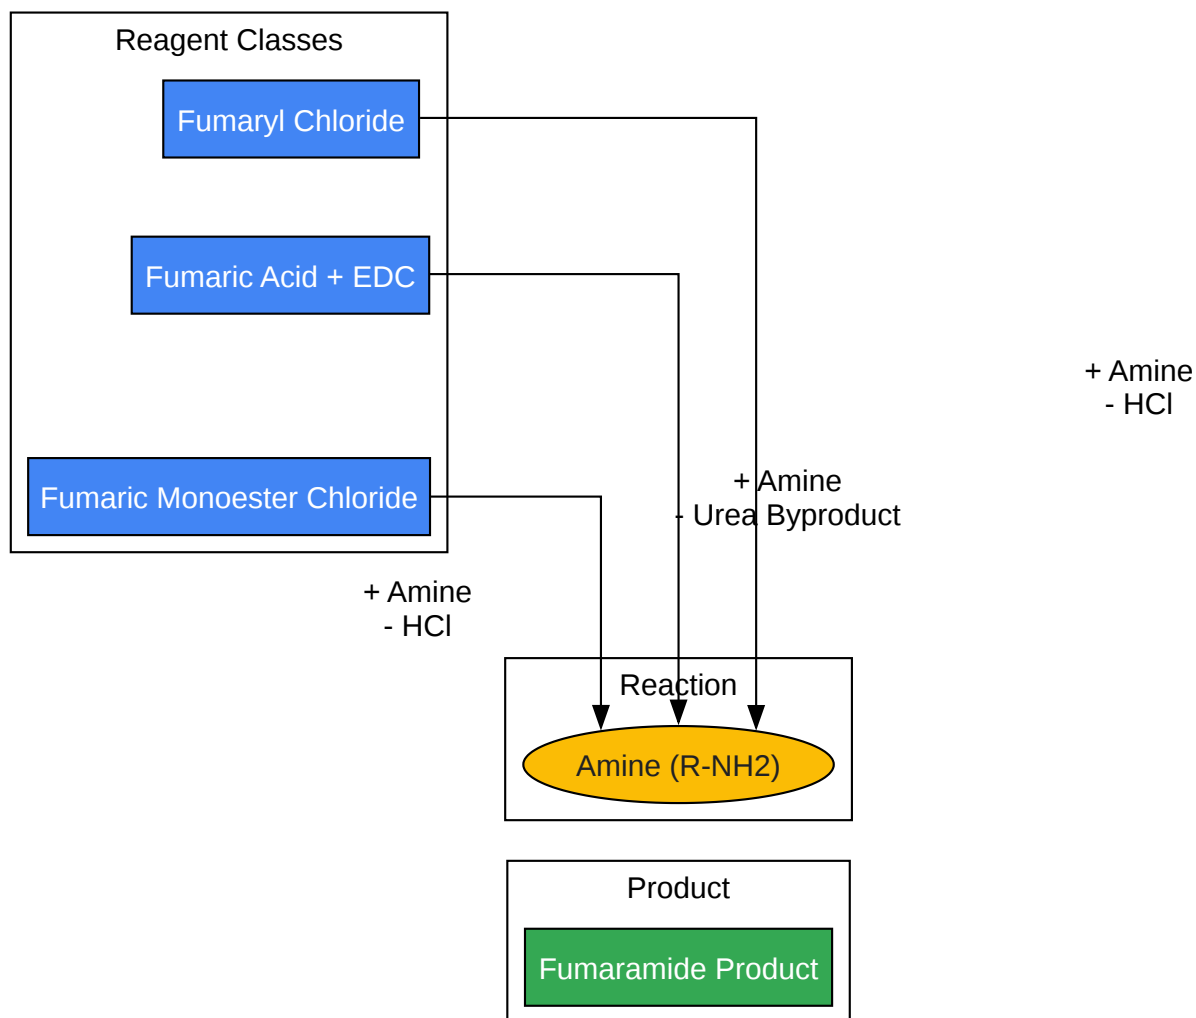 Reagent Classes
Fumaryl Chloride
Fumaric Acid + EDC
+ Amine
- HCl
+ Amine
- Urea Byproduct
Fumaric Monoester Chloride
+ Amine
- HCl
Reaction
Amine (R-NH2)
Product
Fumaramide Product